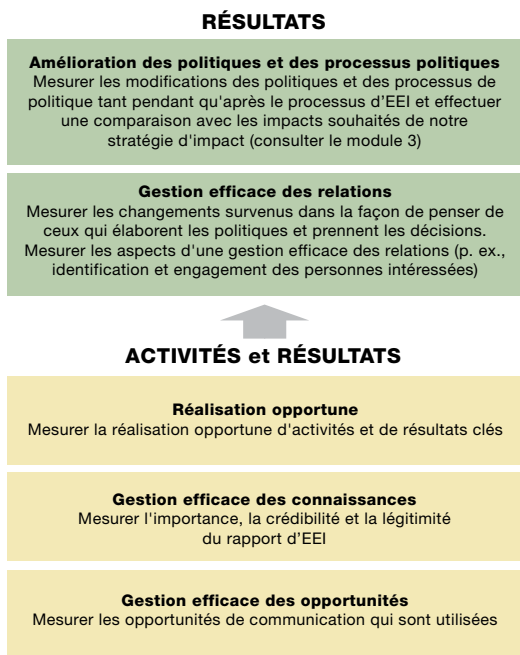 RÉSULTATS
Amélioration des politiques et des processus politiques
Mesurer les modifications des politiques et des processus de
politique tant pendant qu'après le processus d'EEI et effectuer
une comparaison avec les impacts souhaités de notre
stratégie d'impact (consulter le module 3)
Gestion efficace des relations
Mesurer les changements survenus dans la façon de penser de
ceux qui élaborent les politiques et prennent les décisions.
Mesurer les aspects d'une gestion efficace des relations (p. ex.,
identification et engagement des personnes intéressées)
ACTIVITÉS et RÉSULTATS
Réalisation opportune
Mesurer la réalisation opportune d'activités et de résultats clés
Gestion efficace des connaissances
Mesurer l'importance, la crédibilité et la légitimité
du rapport d'EEI
Gestion efficace des opportunités
Mesurer les opportunités de communication qui sont utilisées